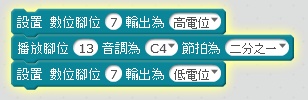 設置 數位腳位 7 輸出為 高電位
播放腳位 13 音調為 C4 節拍為 二分之一
設置 數位腳位 7 輸出為 低電位